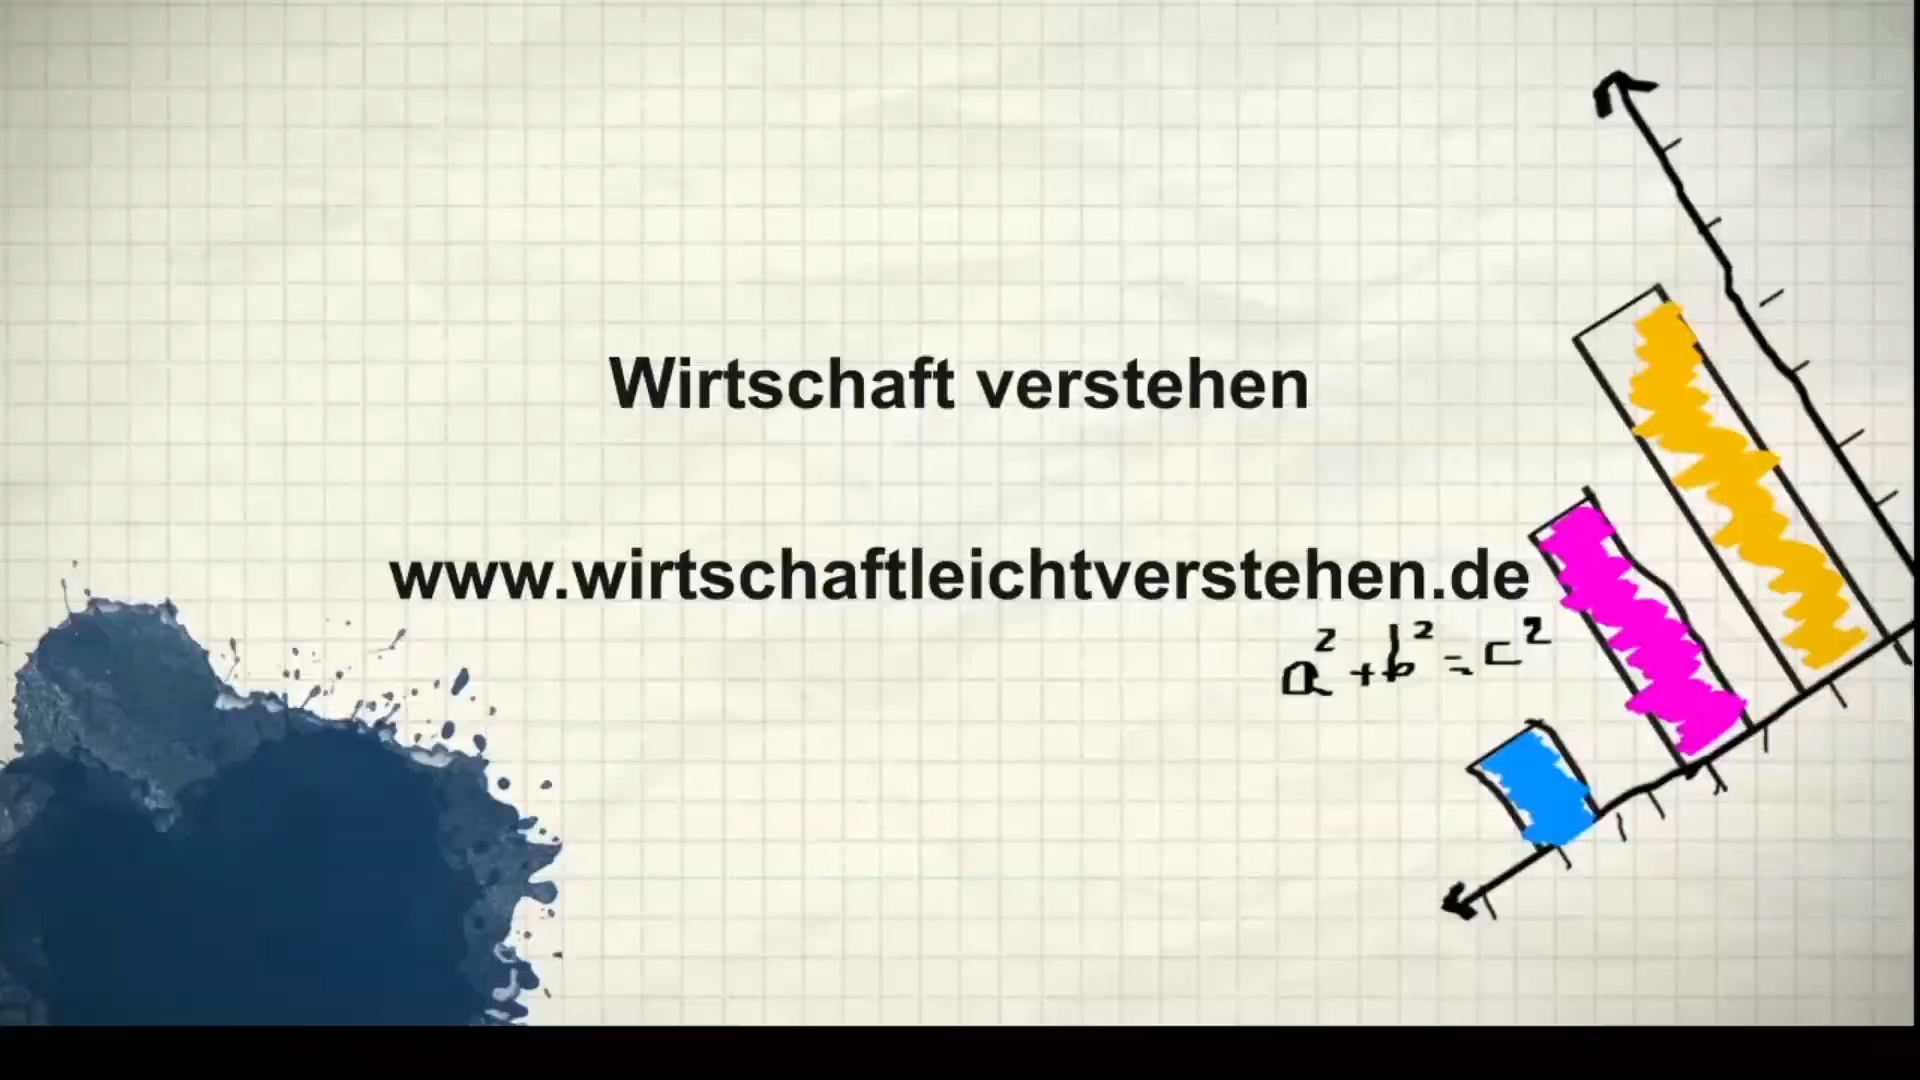 Wirtschaft verstehen
www.wirtschaftleichtverstehen.de
a² + b² = c²